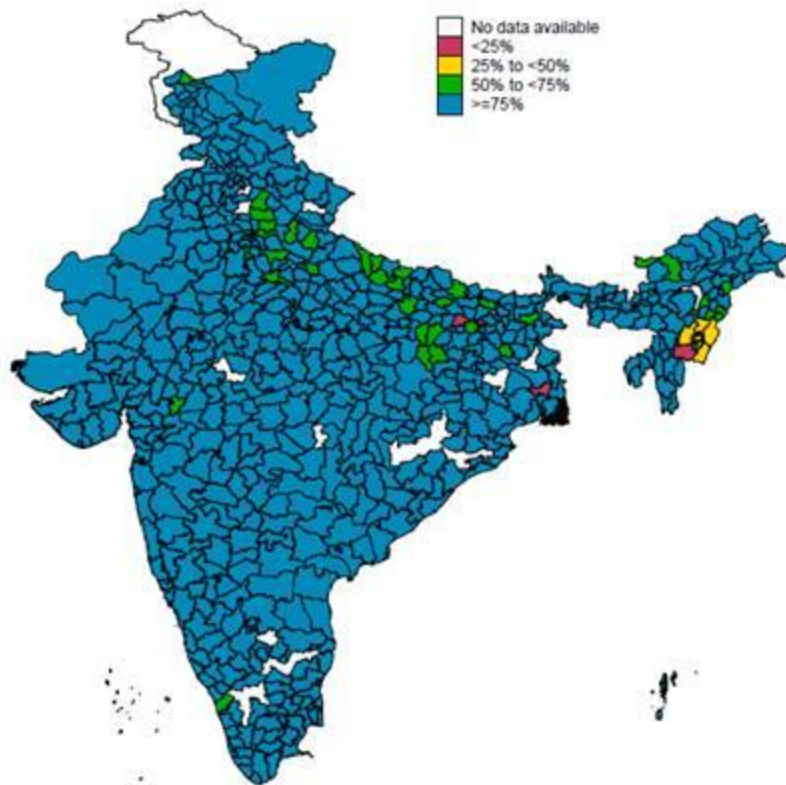 No data available
<25%
25% to <50%
50% to <75%
>=75%